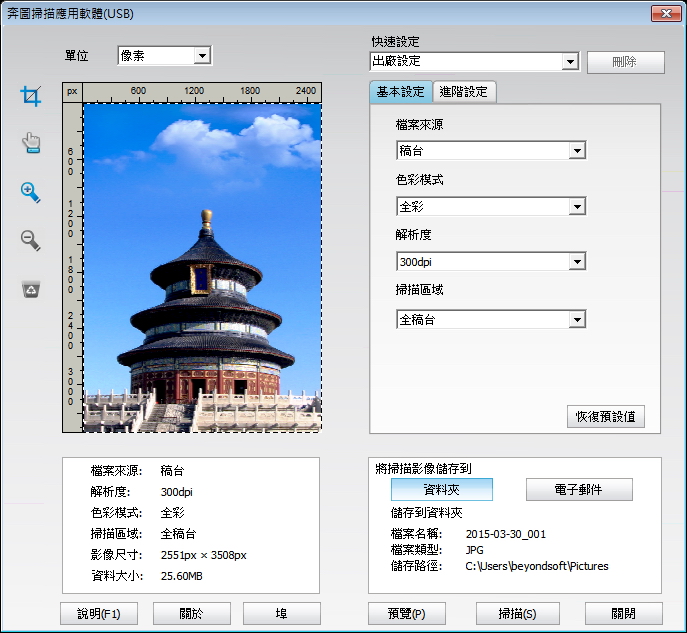 奔圖掃描應用軟體(USB)
單位 像素
快速設定
出廠設定 刪除
基本設定 進階設定
px 600 1200 1800 2400
600
1200
1800
2400
3000
檔案來源
稿台
色彩模式
全彩
解析度
300dpi
掃描區域
全稿台
恢復預設值
檔案來源: 稿台
解析度: 300dpi
色彩模式: 全彩
掃描區域: 全稿台
影像尺寸: 2551px × 3508px
資料大小: 25.60MB
將掃描影像儲存到
資料夾 電子郵件
儲存到資料夾
檔案名稱: 2015-03-30_001
檔案類型: JPG
儲存路徑: C:\Users\beyondsoft\Pictures
說明(F1) 關於 埠 預覽(P) 掃描(S) 關閉